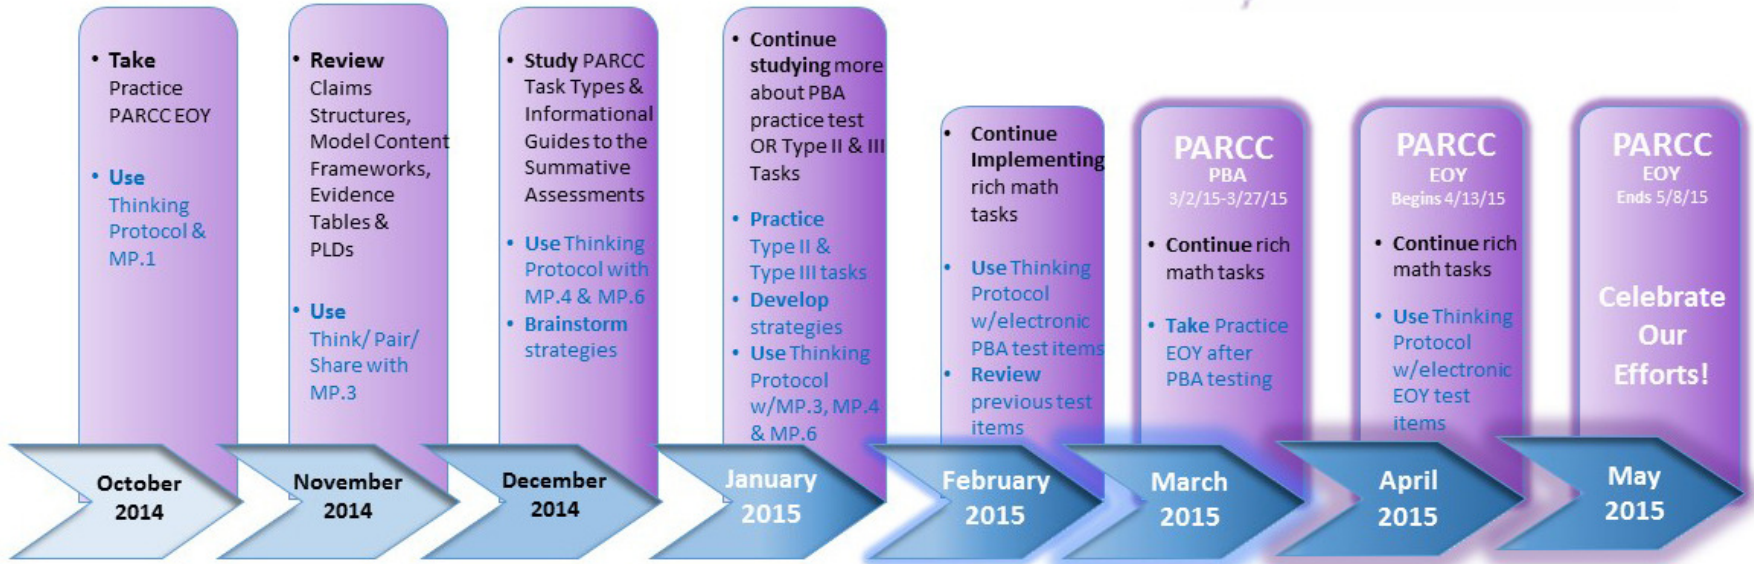 • Take
Practice
PARCC EOY
• Use
Thinking
Protocol &
MP.1
October
2014
• Review
Claims
Structures,
Model Content
Frameworks,
Evidence
Tables &
PLDs
• Use
Think/ Pair/
Share with
MP.3
November
2014
• Study PARCC
Task Types &
Informational
Guides to the
Summative
Assessments
• Use Thinking
Protocol with
MP.4 & MP.6
• Brainstorm
strategies
December
2014
• Continue
studying more
about PBA
practice test
OR Type II & III
Tasks
• Practice
Type II &
Type III tasks
• Develop
strategies
• Use Thinking
Protocol
w/MP.3, MP.4
& MP.6
January
2015
• Continue
Implementing
rich math
tasks
• Use Thinking
Protocol
w/electronic
PBA test items
• Review
previous test
items
February
2015
PARCC
PBA
3/2/15-3/27/15
• Continue rich
math tasks
• Take Practice
EOY after
PBA testing
March
2015
PARCC
EOY
Begins 4/13/15
• Continue rich
math tasks
• Use Thinking
Protocol
w/electronic
EOY test
items
April
2015
PARCC
EOY
Ends 5/8/15
Celebrate
Our
Efforts!
May
2015